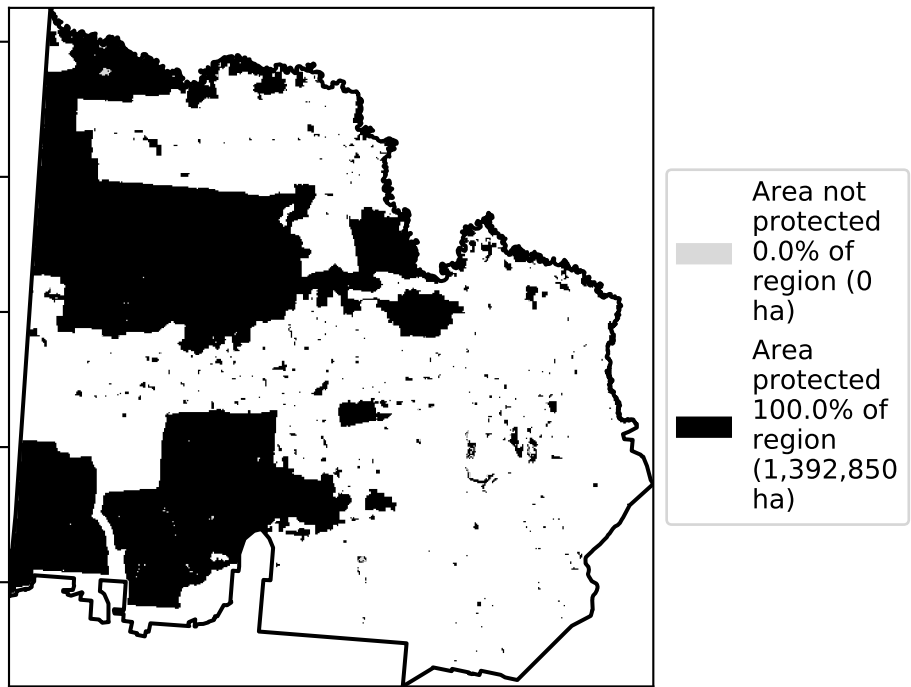 Area not
protected
0.0% of
region (0
ha)
Area
protected
100.0% of
region
(1,392,850
ha)